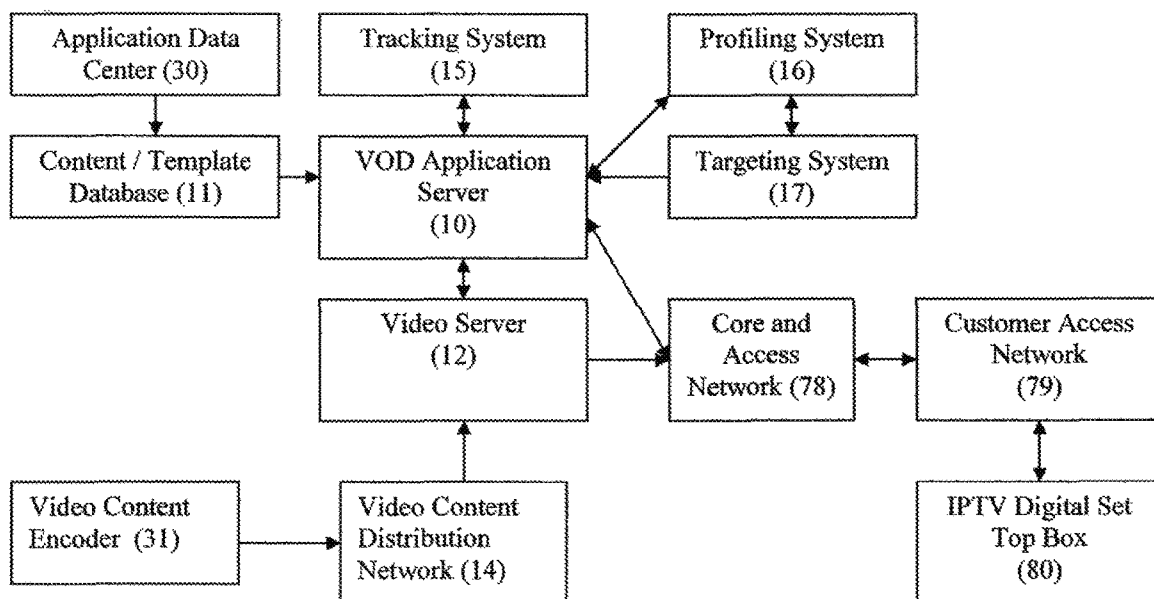 Application Data
Center (30)
Tracking System
(15)
Profiling System
(16)
Content / Template
Database (11)
VOD Application
Server
(10)
Targeting System
(17)
Video Server
(12)
Core and
Access
Network (78)
Customer Access
Network
(79)
Video Content
Encoder (31)
Video Content
Distribution
Network (14)
IPTV Digital Set
Top Box
(80)